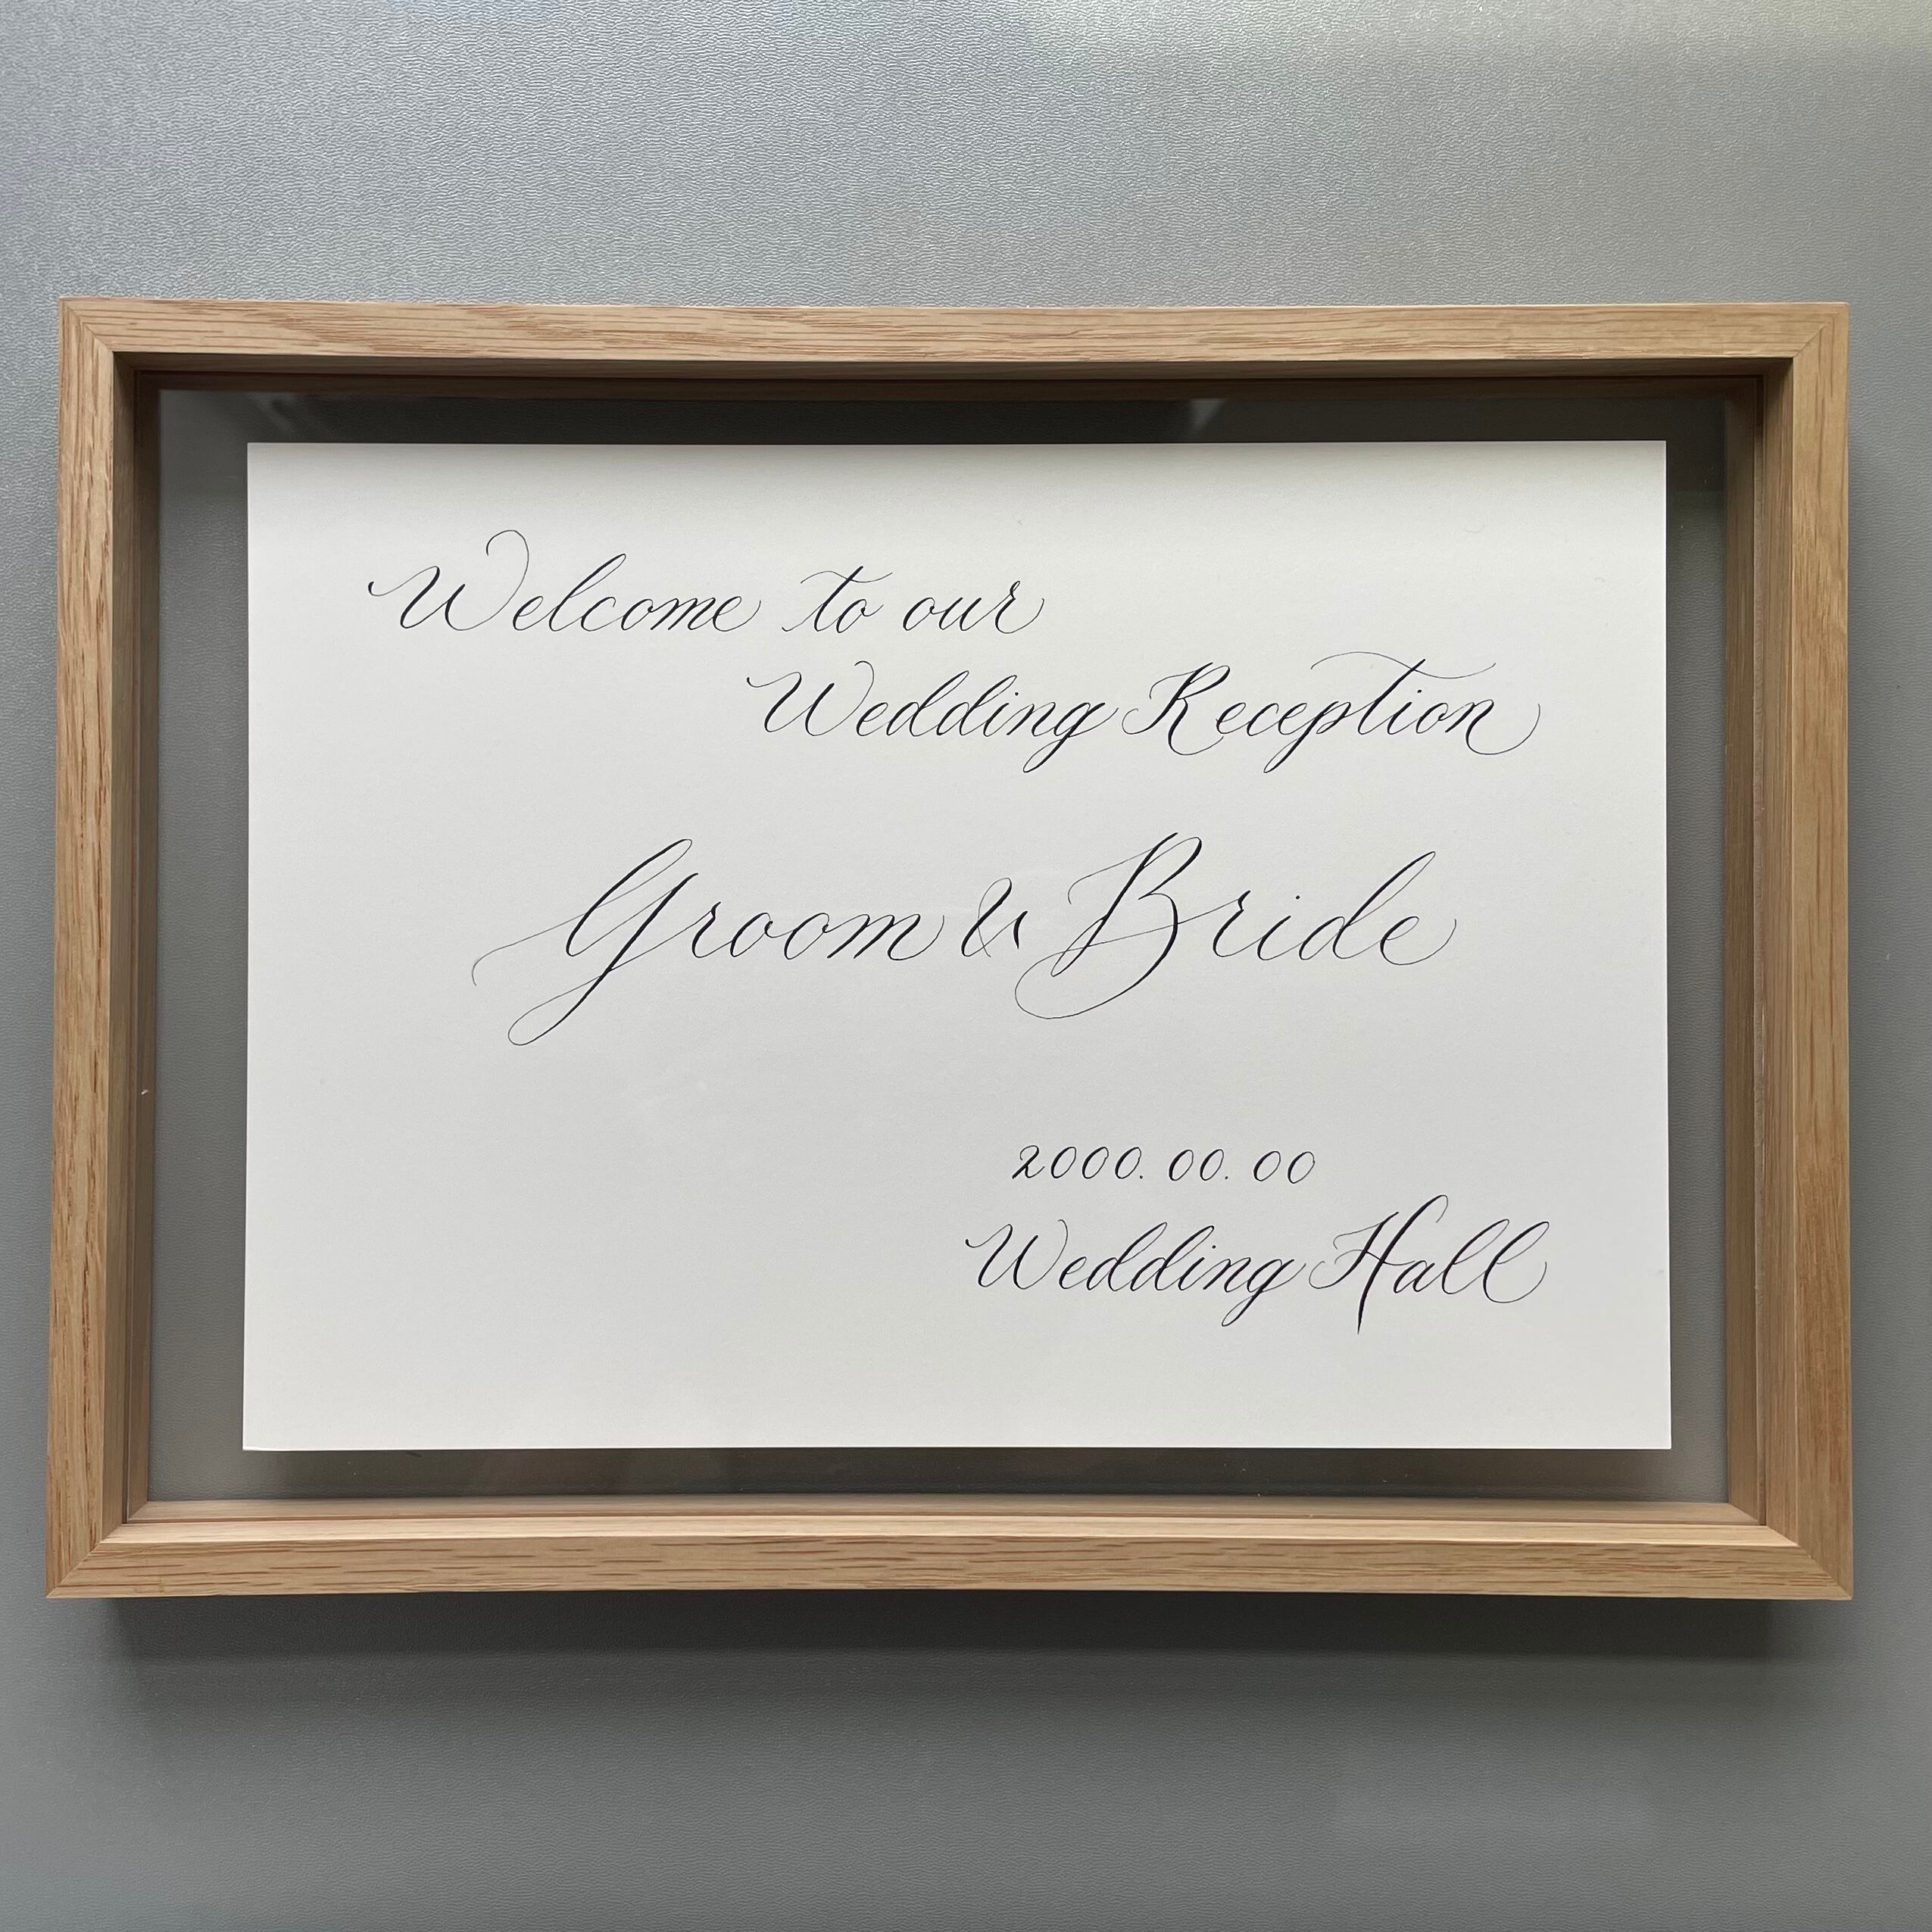 Welcome to our
Wedding Reception
Groom & Bride
2000. 00. 00
Wedding Hall